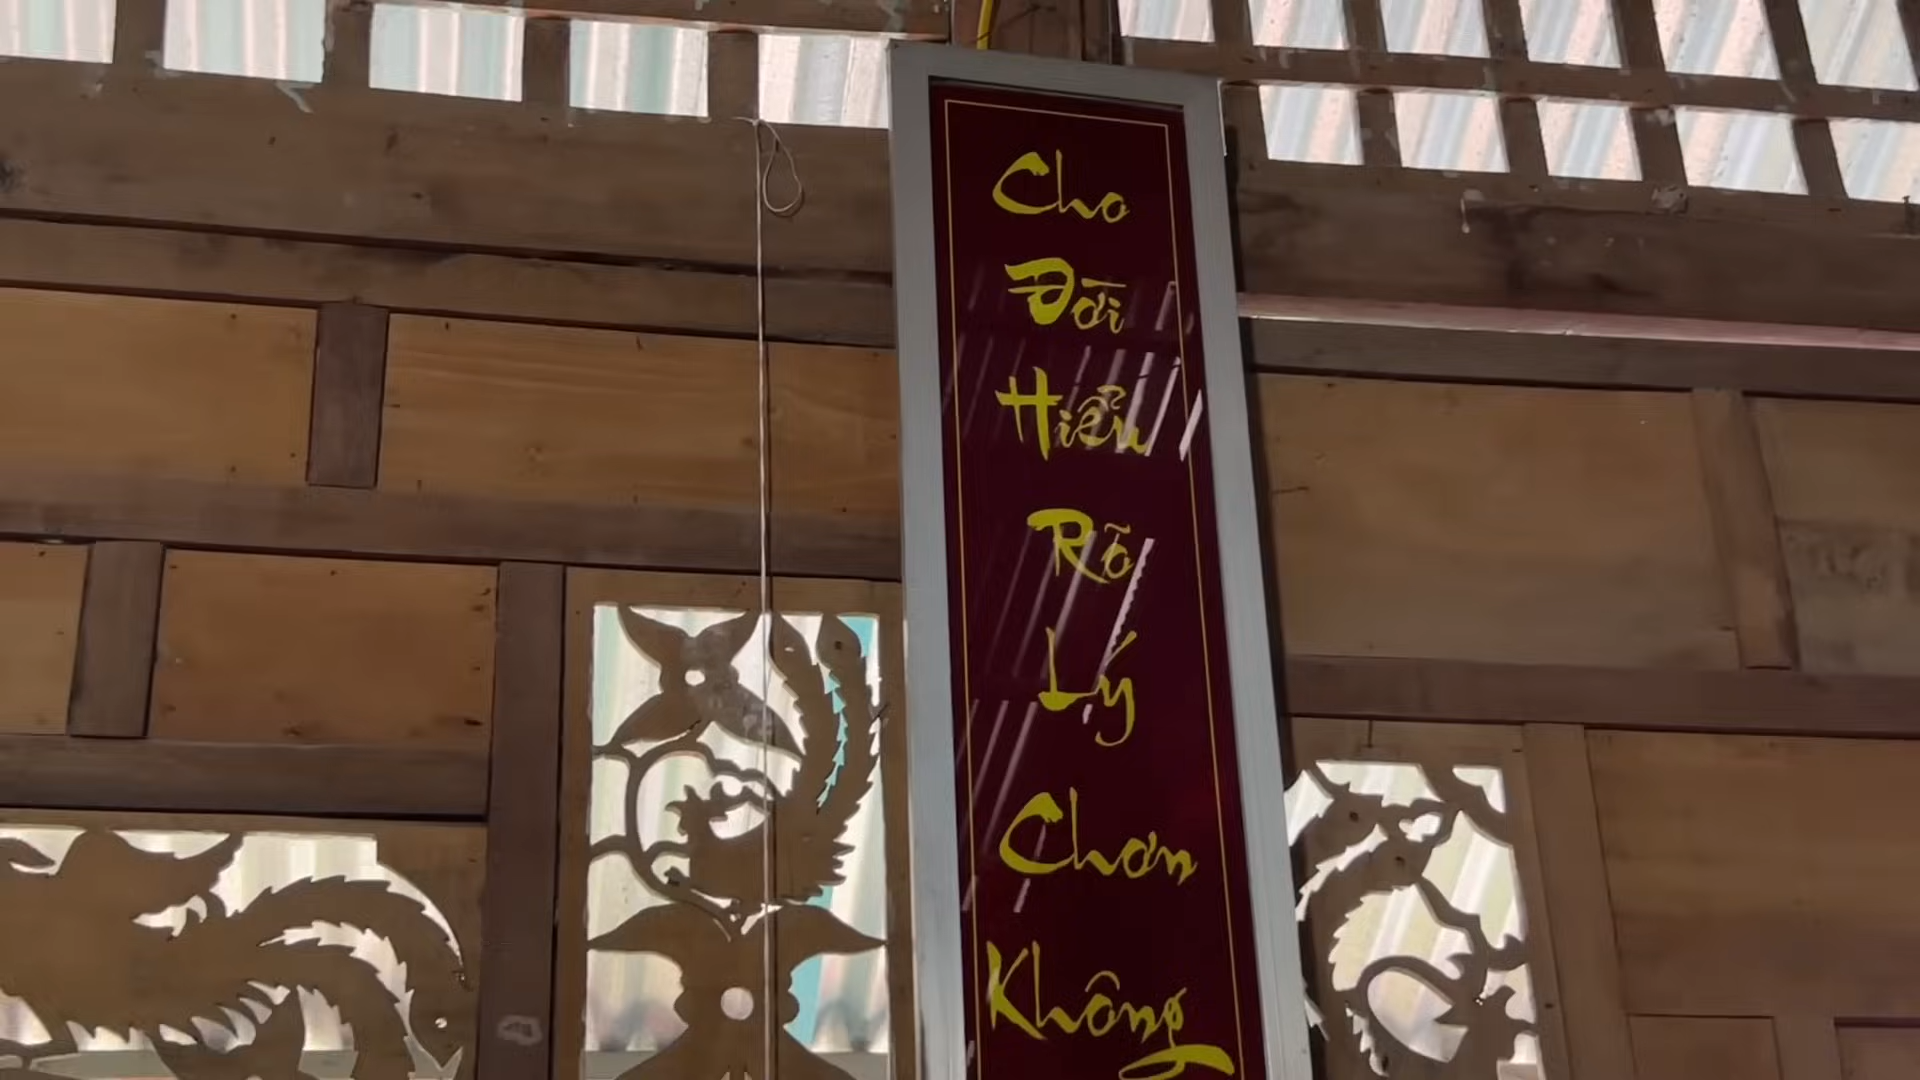 Cho
Đời
Hiểu
Rõ
Lý
Chơn
Không